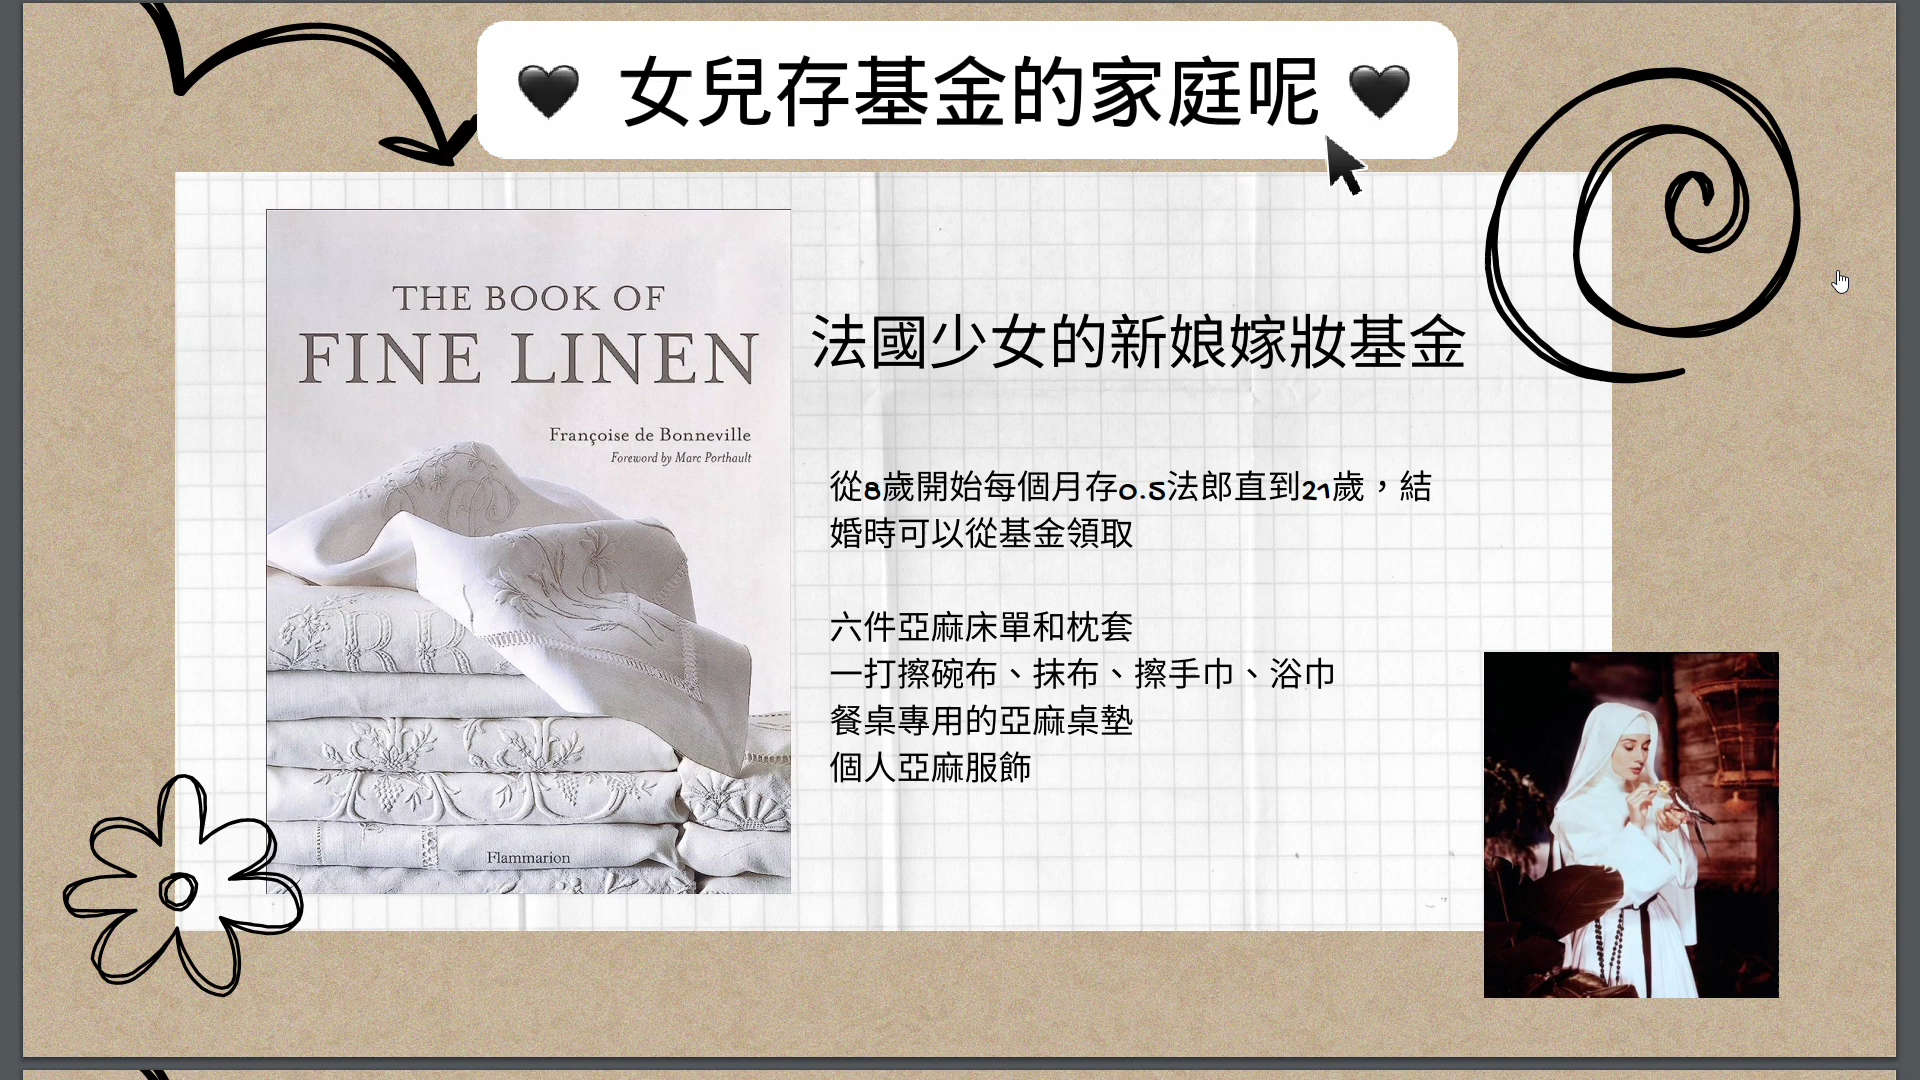 🖤 女兒存基金的家庭呢 🖤
THE BOOK OF
FINE LINEN
Françoise de Bonneville
Foreword by Marc Porthault
Flammarion
法國少女的新娘嫁妝基金
從8歲開始每個月存0.5法郎直到21歲，結
婚時可以從基金領取
六件亞麻床單和枕套
一打擦碗布、抹布、擦手巾、浴巾
餐桌專用的亞麻桌墊
個人亞麻服飾